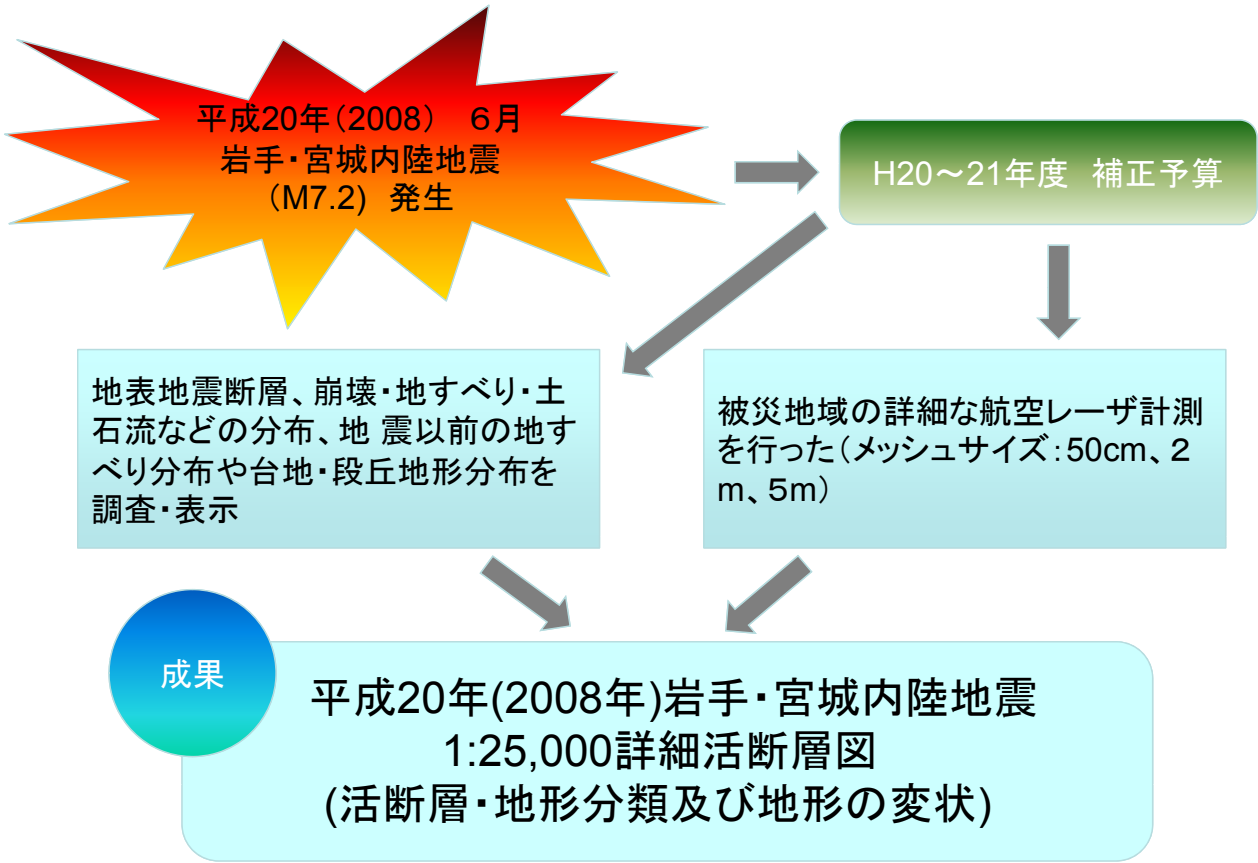 平成20年(2008)　6月
岩手・宮城内陸地震
(M7.2)　発生
H20～21年度　補正予算
地表地震断層、崩壊・地すべり・土
石流などの分布、地 震以前の地す
べり分布や台地・段丘地形分布を
調査・表示
被災地域の詳細な航空レーザ計測
を行った(メッシュサイズ：50cm、2
m、5m)
成果
平成20年(2008年)岩手・宮城内陸地震
1:25,000詳細活断層図
(活断層・地形分類及び地形の変状)